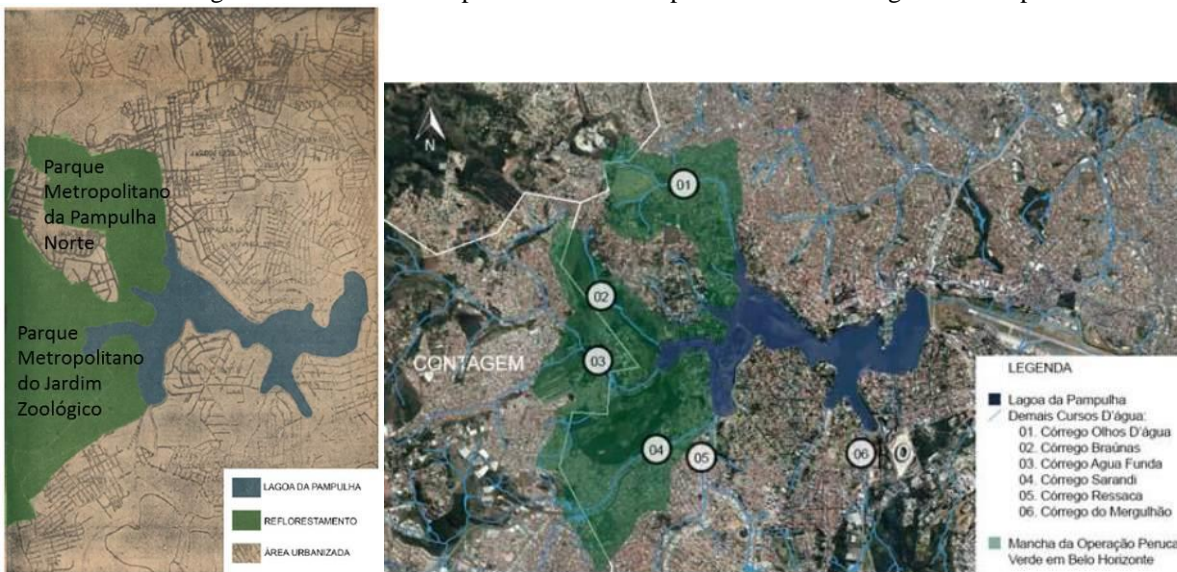 Parque
Metropolitano
da Pampulha
Norte
Parque
Metropolitano
do Jardim
Zoológico
LAGOA DA PAMPULHA
REFLORESTAMENTO
ÁREA URBANIZADA
N
01
02
03
CONTAGEM
04
05
06
LEGENDA
Lagoa da Pampulha
Demais Cursos D'água:
01. Córrego Olhos D'água
02. Córrego Braúnas
03. Córrego Agua Funda
04. Córrego Sarandi
05. Córrego Ressaca
06. Córrego do Mergulhão
Mancha da Operação Peruca
Verde em Belo Horizonte